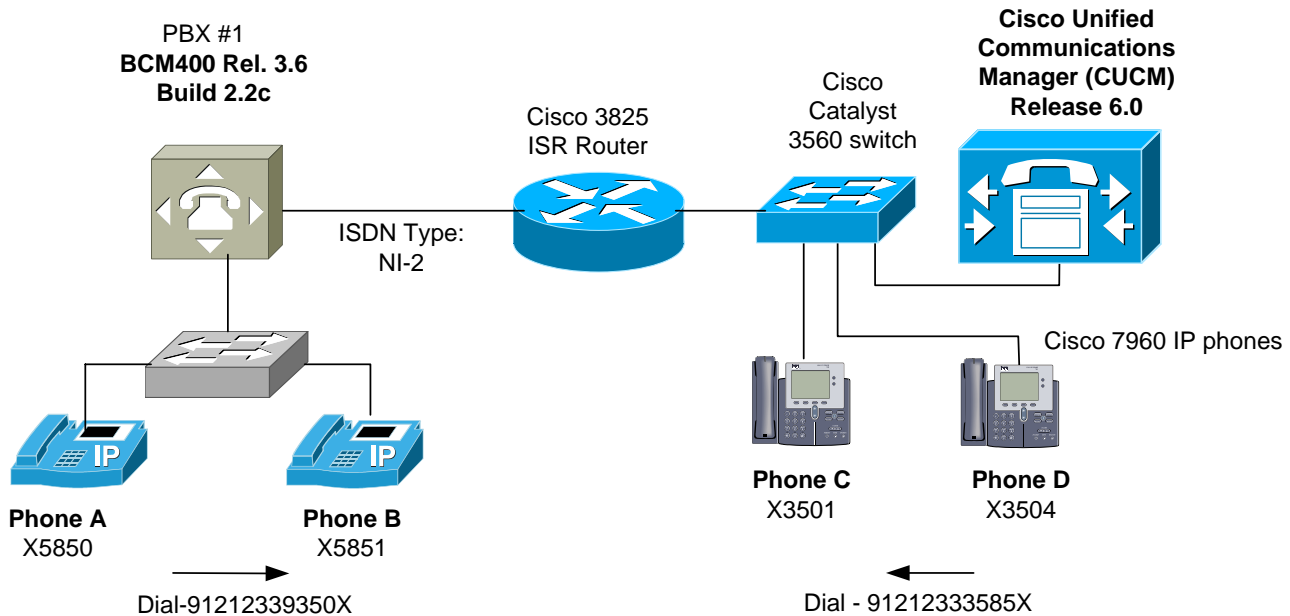 PBX #1
BCM400 Rel. 3.6
Build 2.2c
Cisco 3825
ISR Router
Cisco
Catalyst
3560 switch
Cisco Unified
Communications
Manager (CUCM)
Release 6.0
ISDN Type:
NI-2
Cisco 7960 IP phones
IP
IP
Phone A
X5850
Phone B
X5851
Phone C
X3501
Phone D
X3504
Dial-91212339350X
Dial - 91212333585X